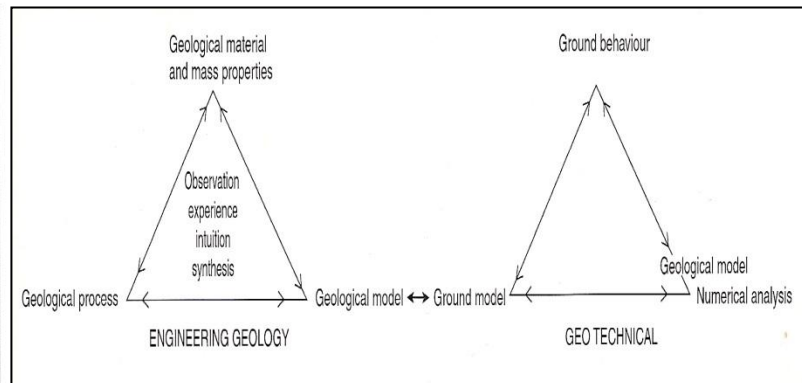 Geological material
and mass properties
Observation
experience
intuition
synthesis
Geological process
Geological model
ENGINEERING GEOLOGY
Ground behaviour
Ground model
Geological model
Numerical analysis
GEO TECHNICAL